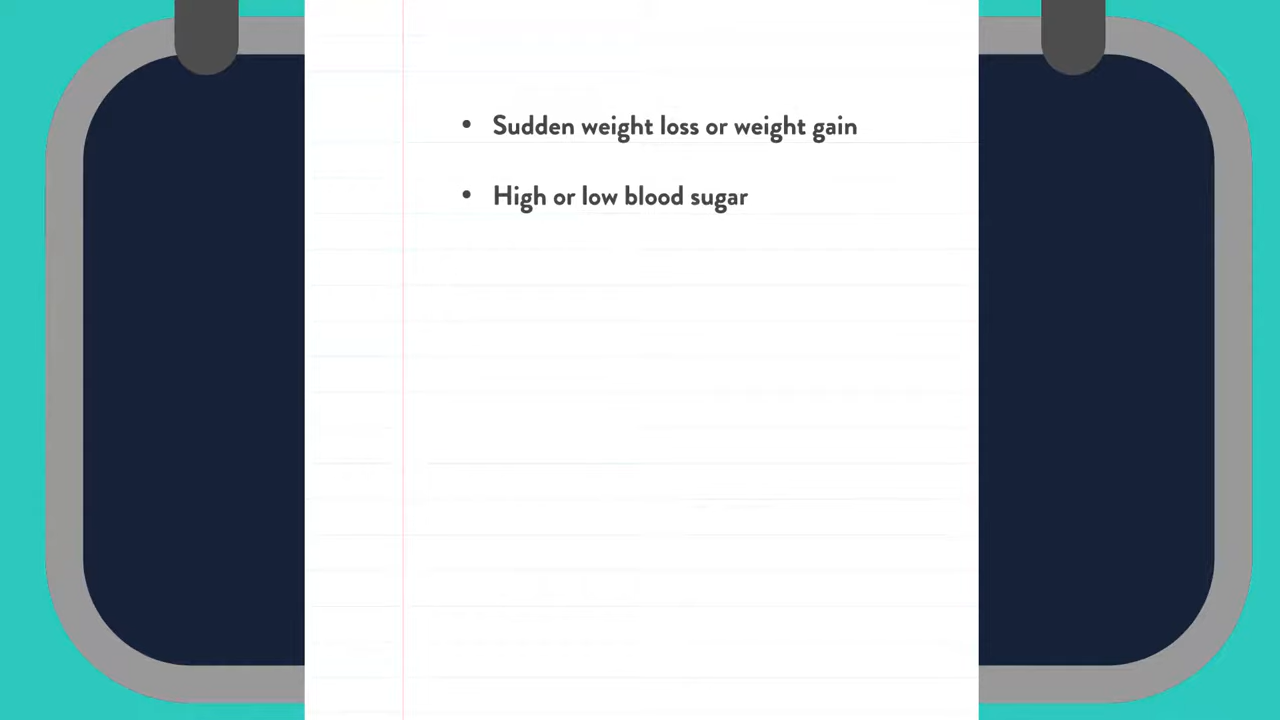 • Sudden weight loss or weight gain
• High or low blood sugar